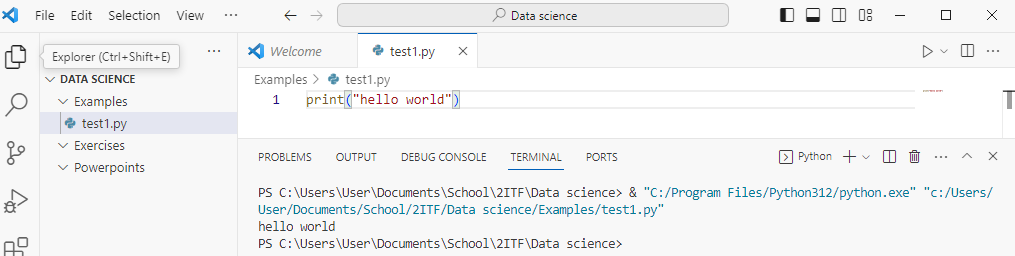 File Edit Selection View ··· Data science
Explorer (Ctrl+Shift+E) ···
Welcome test1.py
DATA SCIENCE
Examples
test1.py
Exercises
Powerpoints
Examples > test1.py
1 print("hello world")
PROBLEMS OUTPUT DEBUG CONSOLE TERMINAL PORTS Python
PS C:\Users\User\Documents\School\2ITF\Data science> & "C:/Program Files/Python312/python.exe" "c:/Users/
User/Documents/School/2ITF/Data science/Examples/test1.py"
hello world
PS C:\Users\User\Documents\School\2ITF\Data science>